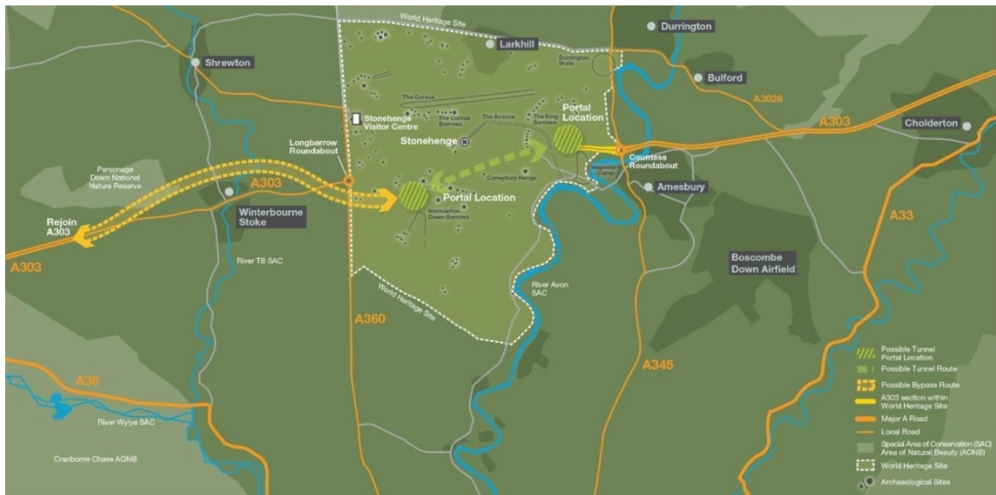 World Heritage Site
Durrington
Larkhill
Shrewton
Durrington
Walls
Bulford
A3028
The Cursus
Stonehenge
Visitor Centre
The Cursus
Barrows
The Avenue
The King
Barrows
Portal
Location
A303
Cholderton
Longbarrow
Roundabout
Stonehenge
Countess
Roundabout
Parsonage
Down National
Nature Reserve
A303
Coneybury Henge
Camp
Amesbury
A33
Portal Location
Winterbourne
Stoke
Normanton
Down Barrows
Rejoin
A303
A303
River Till SAC
Boscombe
Down Airfield
River Avon
SAC
World Heritage Site
A360
A345
A36
River Wylye SAC
Cranborne Chase AONB
Possible Tunnel
Portal Location
Possible Tunnel Route
Possible Bypass Route
A303 section within
World Heritage Site
Major A Road
Local Road
Special Area of Conservation (SAC)
Area of Natural Beauty (AONB)
World Heritage Site
Archaeological Sites